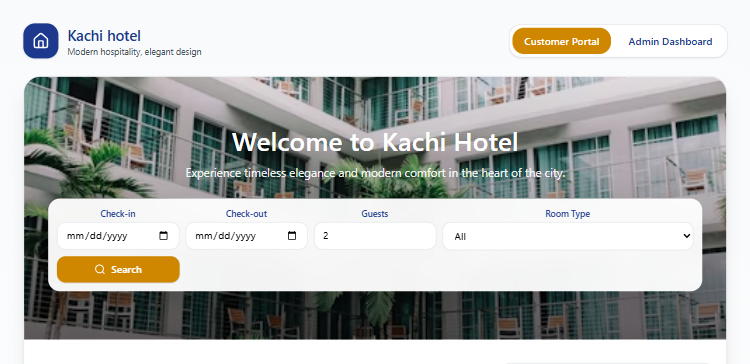 Kachi hotel
Modern hospitality, elegant design
Customer Portal
Admin Dashboard
Welcome to Kachi Hotel
Experience timeless elegance and modern comfort in the heart of the city.
Check-in Check-out Guests Room Type
mm/dd/yyyy mm/dd/yyyy 2 All
Search